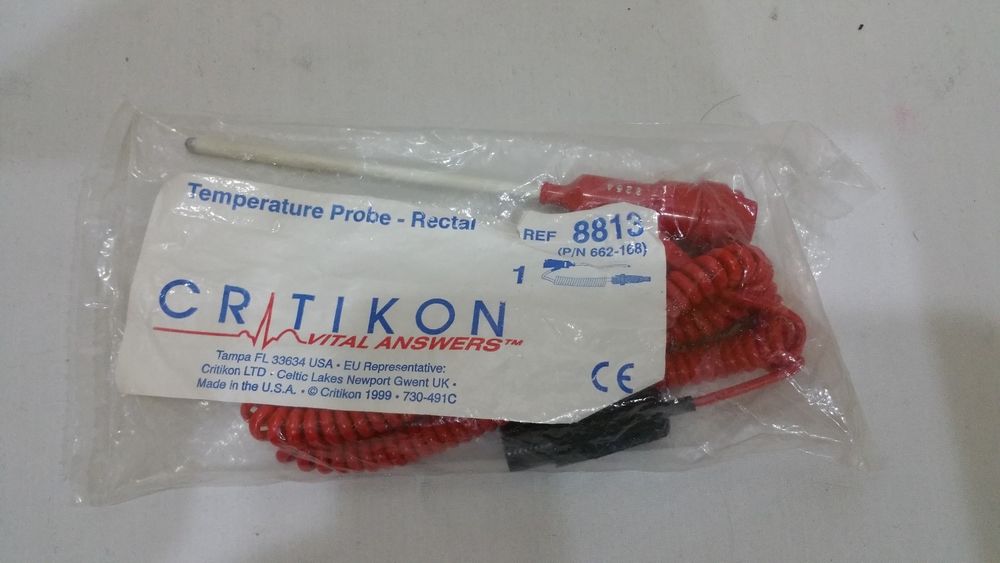 Temperature Probe - Rectal
REF 8813
(P/N 662-168)
1
CRITIKON
VITAL ANSWERS™
Tampa FL 33634 USA • EU Representative:
Critikon LTD • Celtic Lakes Newport Gwent UK •
Made in the U.S.A. • © Critikon 1999 • 730-491C
CE